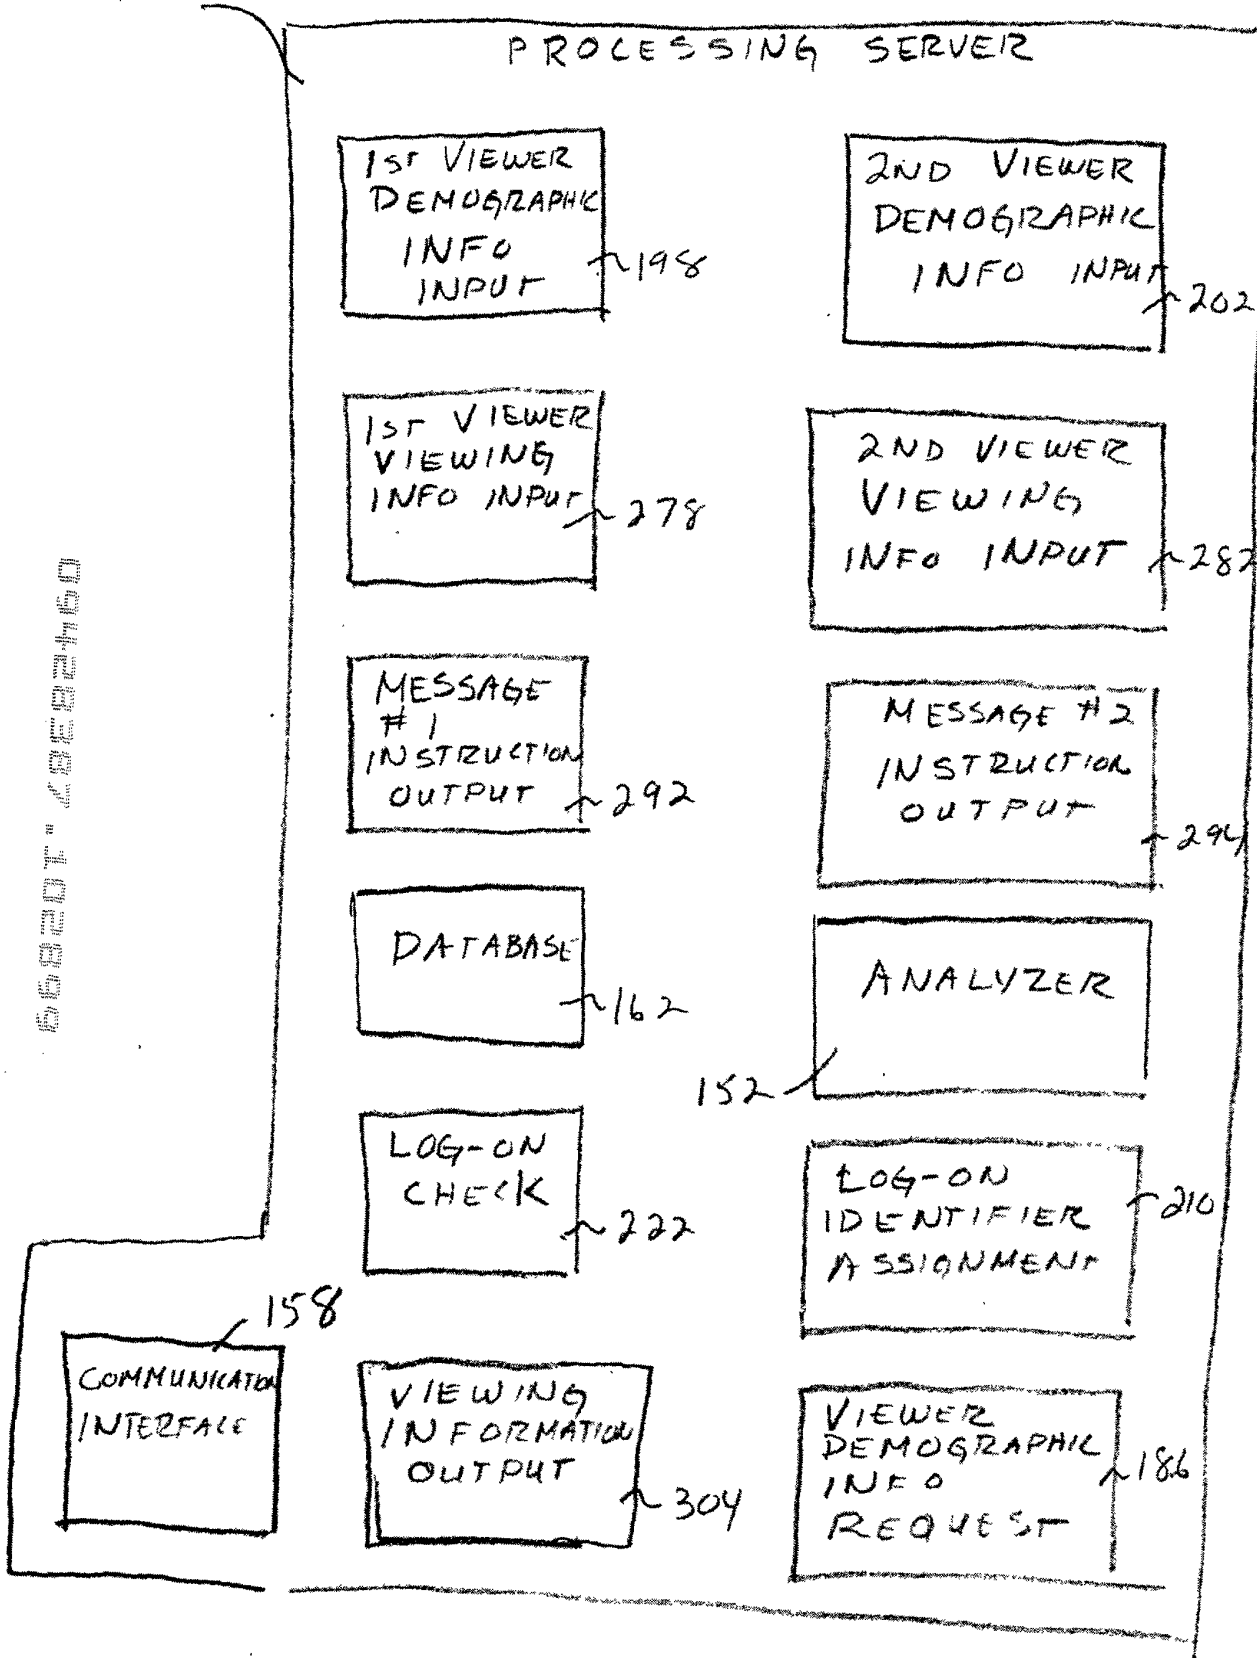 PROCESSING SERVER
1ST VIEWER
DEMOGRAPHIC
INFO
INPUT
198
2ND VIEWER
DEMOGRAPHIC
INFO INPUT
202
1ST VIEWER
VIEWING
INFO INPUT
278
2ND VIEWER
VIEWING
INFO INPUT
282
MESSAGE
# 1
INSTRUCTION
OUTPUT
292
MESSAGE #2
INSTRUCTION
OUTPUT
294
DATABASE
162
ANALYZER
152
LOG-ON
CHECK
222
LOG-ON
IDENTIFIER
ASSIGNMENT
210
158
COMMUNICATION
INTERFACE
VIEWING
INFORMATION
OUTPUT
304
VIEWER
DEMOGRAPHIC
INFO
REQUEST
186
09428387.102899